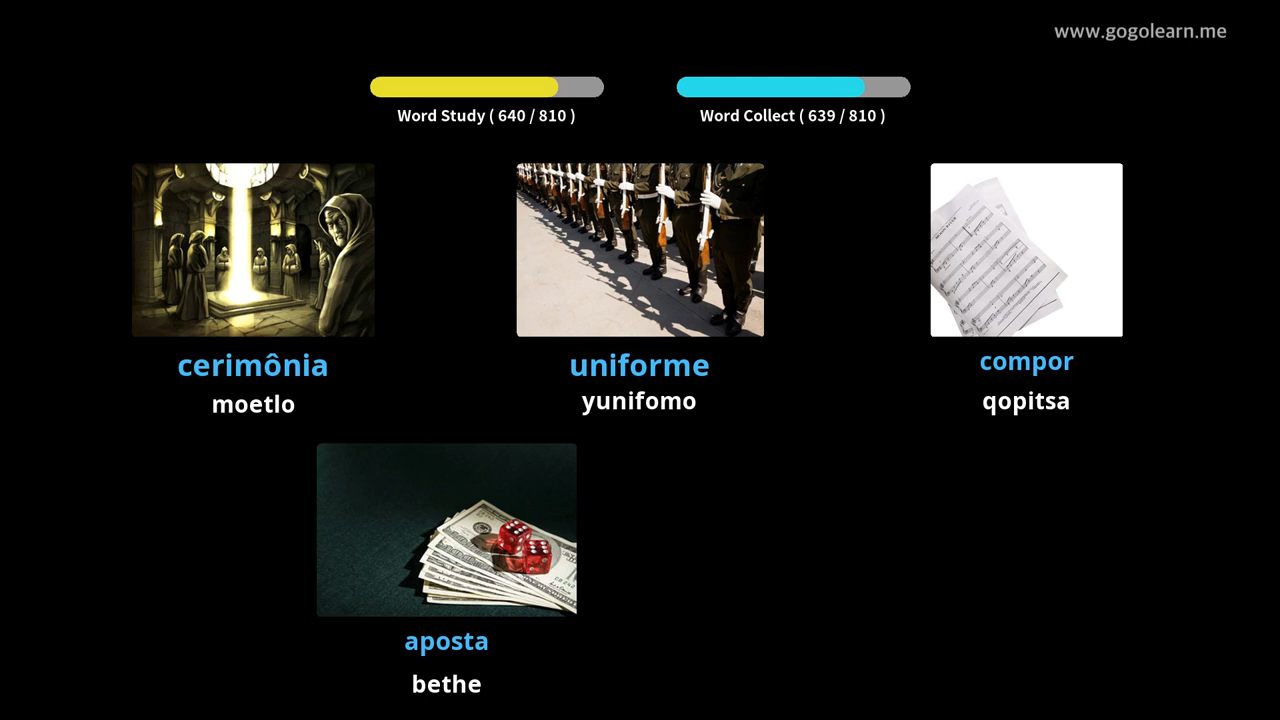 www.gogolearn.me
Word Study ( 640 / 810 )
Word Collect ( 639 / 810 )
cerimônia
moetlo
uniforme
yunifomo
compor
qopitsa
aposta
bethe